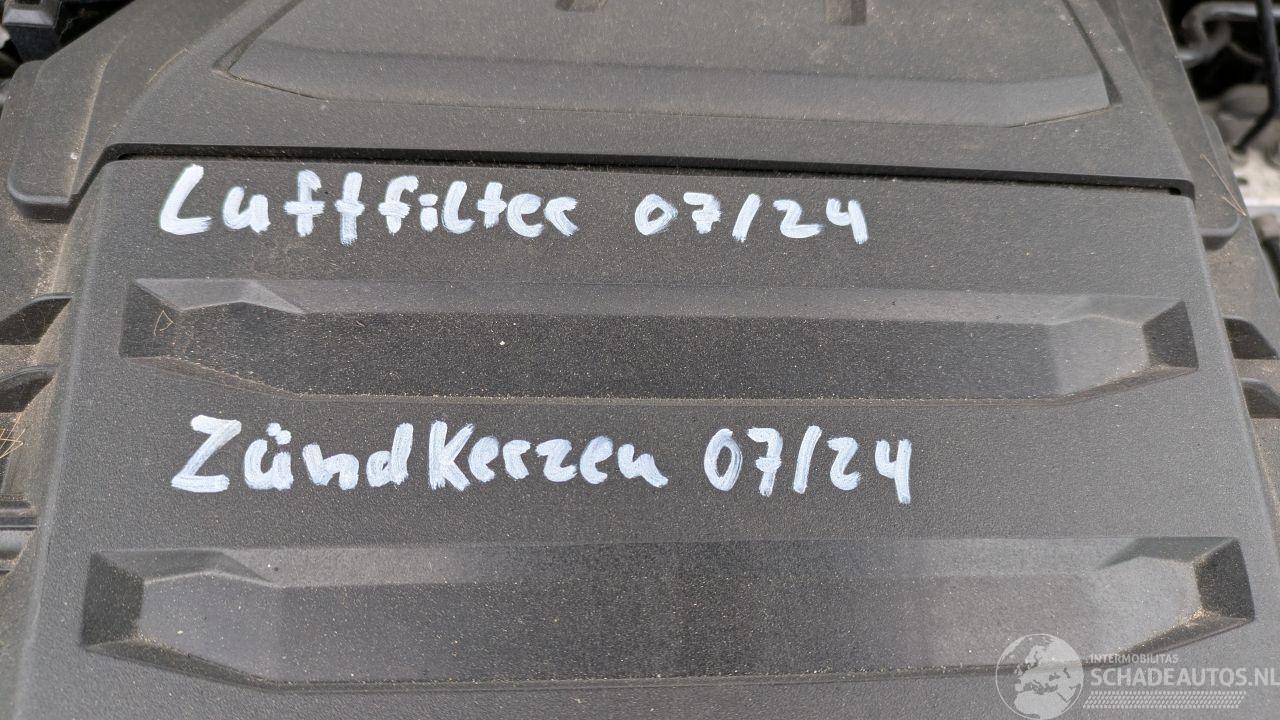 Luftfilter 07/24
Zündkerzen 07/24
INTERMOBILITAS
SCHADEAUTOS.NL